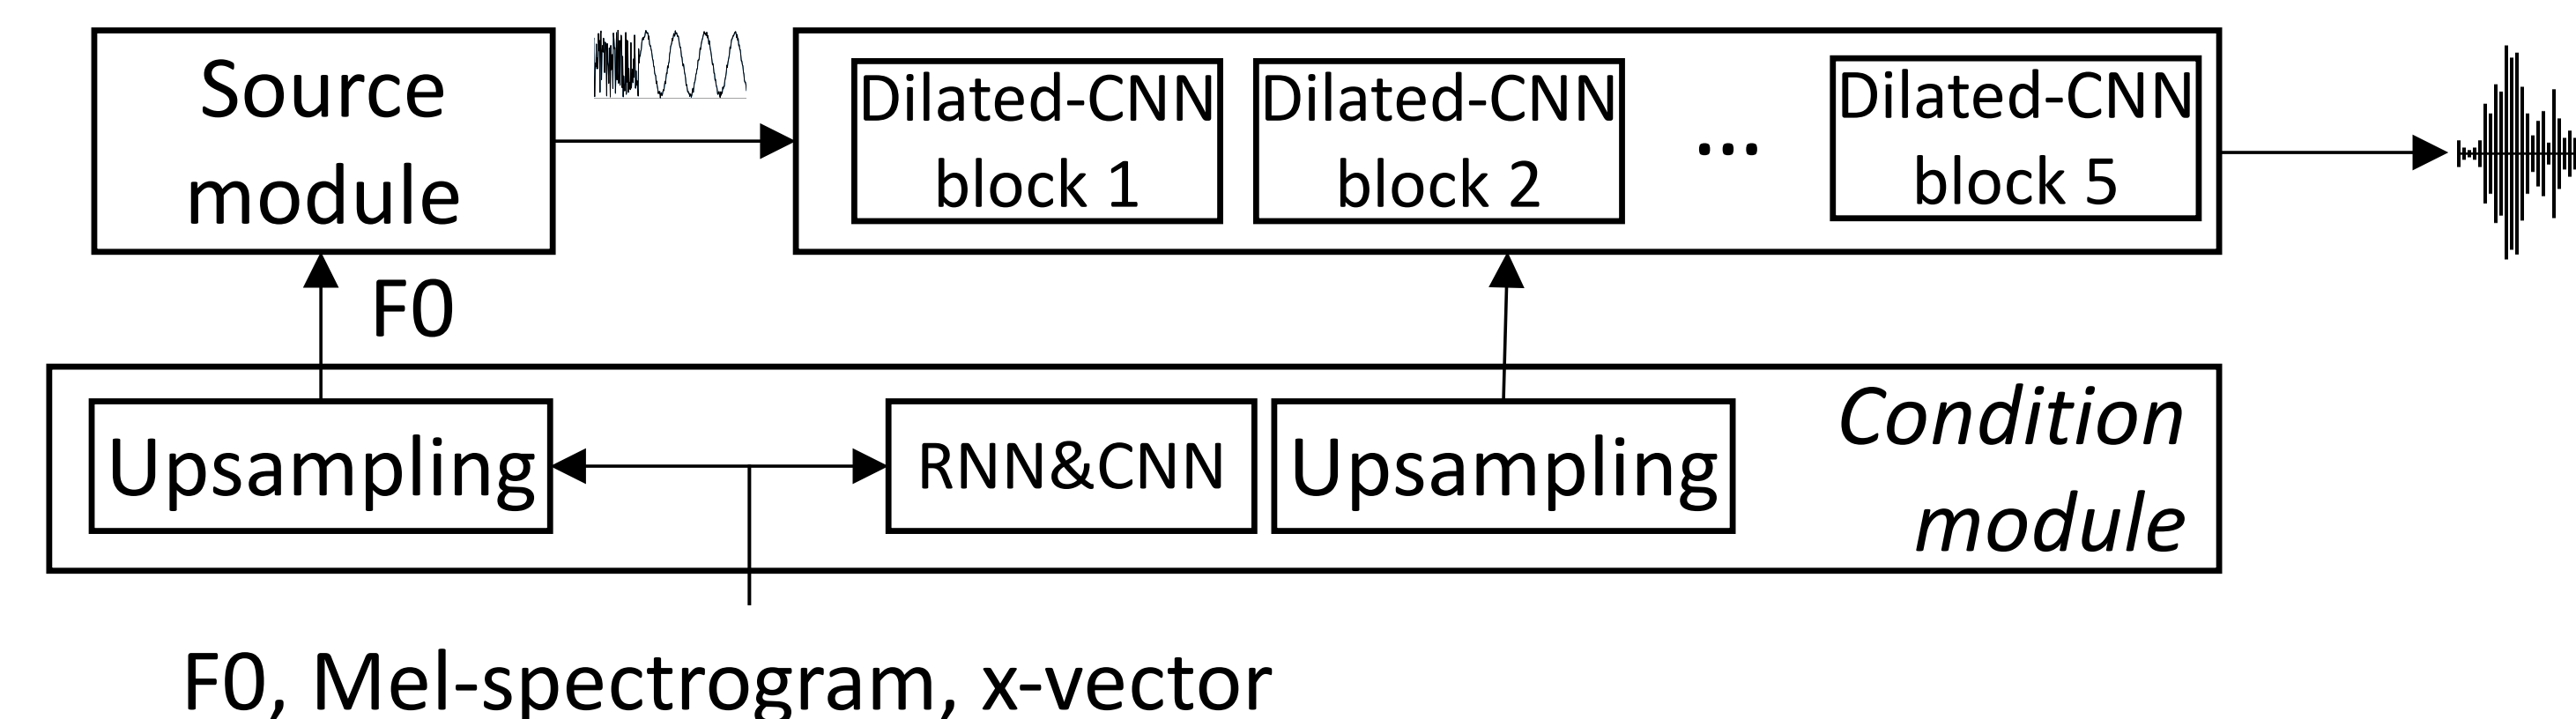 Source
module
Dilated-CNN
block 1
Dilated-CNN
block 2
...
Dilated-CNN
block 5
F0
Upsampling
RNN&CNN
Upsampling
Condition
module
F0, Mel-spectrogram, x-vector